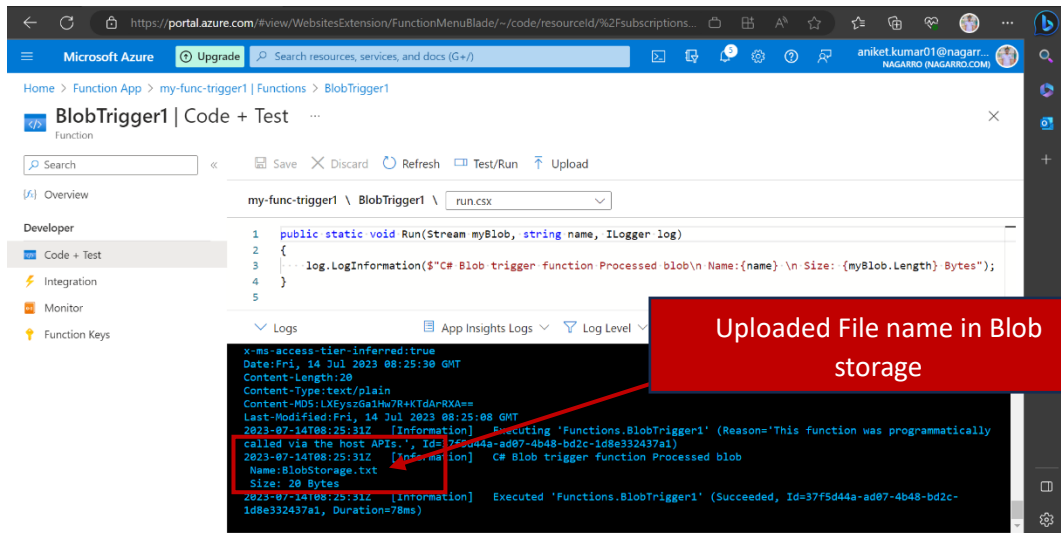 https://portal.azure.com/#view/WebsitesExtension/FunctionMenuBlade/~/code/resourceId/%2Fsubscriptions...
Microsoft Azure
Upgrade
Search resources, services, and docs (G+/)
5
aniket.kumar01@nagarr...
NAGARRO (NAGARRO.COM)
Home > Function App > my-func-trigger1 | Functions > BlobTrigger1
BlobTrigger1 | Code + Test ...
Function
Search
«
Save Discard Refresh Test/Run Upload
Overview
my-func-trigger1 \ BlobTrigger1 \ run.csx
Developer
Code + Test
Integration
Monitor
Function Keys
1 public static void Run(Stream myBlob, string name, ILogger log)
2 {
3 log.LogInformation($"C# Blob trigger function Processed blob\n Name:{name} \n Size: {myBlob.Length} Bytes");
4 }
5
Logs App Insights Logs Log Level
Uploaded File name in Blob
storage
x-ms-access-tier-inferred:true
Date:Fri, 14 Jul 2023 08:25:30 GMT
Content-Length:20
Content-Type:text/plain
Content-MD5:LXEyszGa1Hw7R+KTdArRXA==
Last-Modified:Fri, 14 Jul 2023 08:25:08 GMT
2023-07-14T08:25:31Z [Information] Executing 'Functions.BlobTrigger1' (Reason='This function was programmatically
called via the host APIs.', Id=37f5d44a-ad07-4b48-bd2c-1d8e332437a1)
2023-07-14T08:25:31Z [Information] C# Blob trigger function Processed blob
Name:BlobStorage.txt
Size: 20 Bytes
2023-07-14T08:25:31Z [Information] Executed 'Functions.BlobTrigger1' (Succeeded, Id=37f5d44a-ad07-4b48-bd2c-
1d8e332437a1, Duration=78ms)